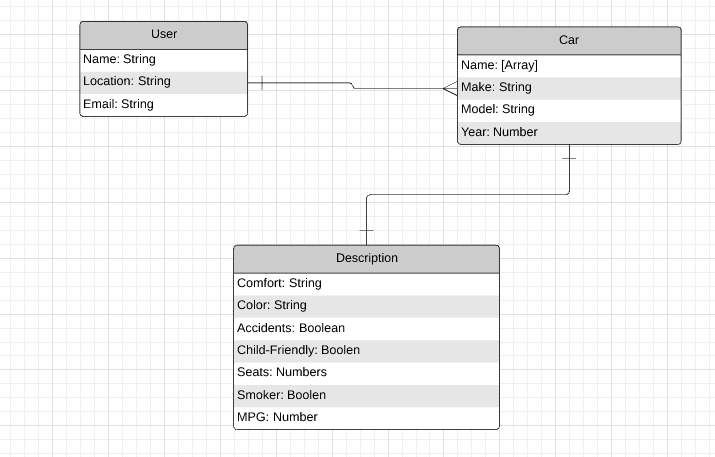 User
Name: String
Location: String
Email: String
Car
Name: [Array]
Make: String
Model: String
Year: Number
Description
Comfort: String
Color: String
Accidents: Boolean
Child-Friendly: Boolen
Seats: Numbers
Smoker: Boolen
MPG: Number